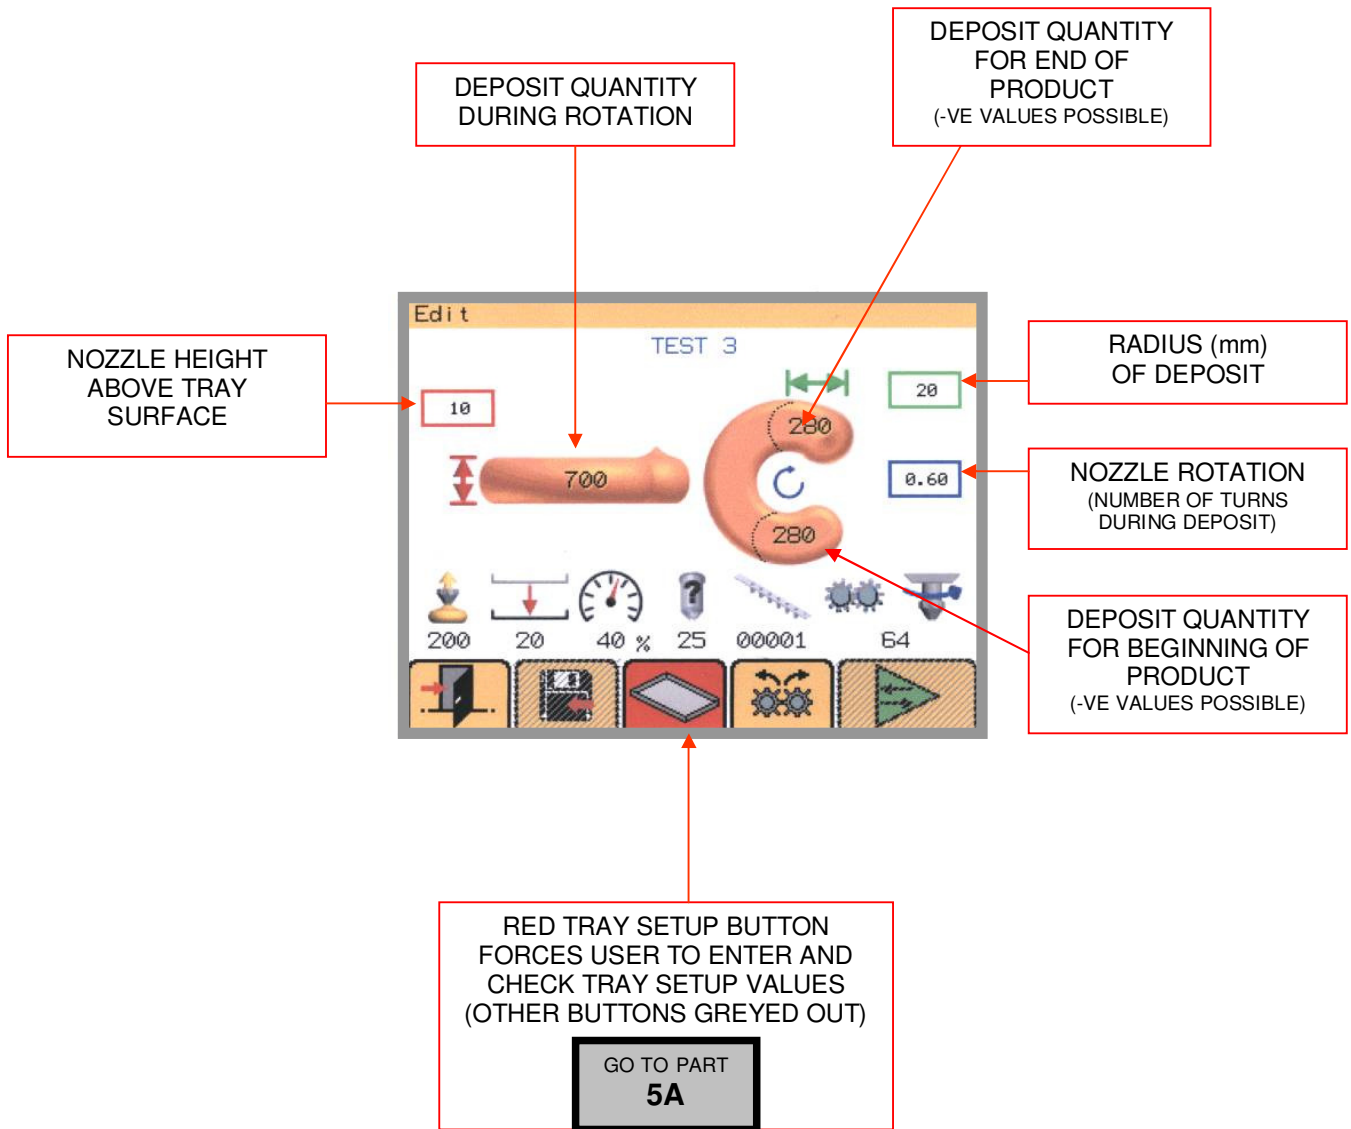 DEPOSIT QUANTITY
FOR END OF
PRODUCT
(-VE VALUES POSSIBLE)
DEPOSIT QUANTITY
DURING ROTATION
NOZZLE HEIGHT
ABOVE TRAY
SURFACE
Edit
TEST 3
10
700
280
280
20
0.60
200 20 40 % 25 00001 64
RADIUS (mm)
OF DEPOSIT
NOZZLE ROTATION
(NUMBER OF TURNS
DURING DEPOSIT)
DEPOSIT QUANTITY
FOR BEGINNING OF
PRODUCT
(-VE VALUES POSSIBLE)
RED TRAY SETUP BUTTON
FORCES USER TO ENTER AND
CHECK TRAY SETUP VALUES
(OTHER BUTTONS GREYED OUT)
GO TO PART
5A